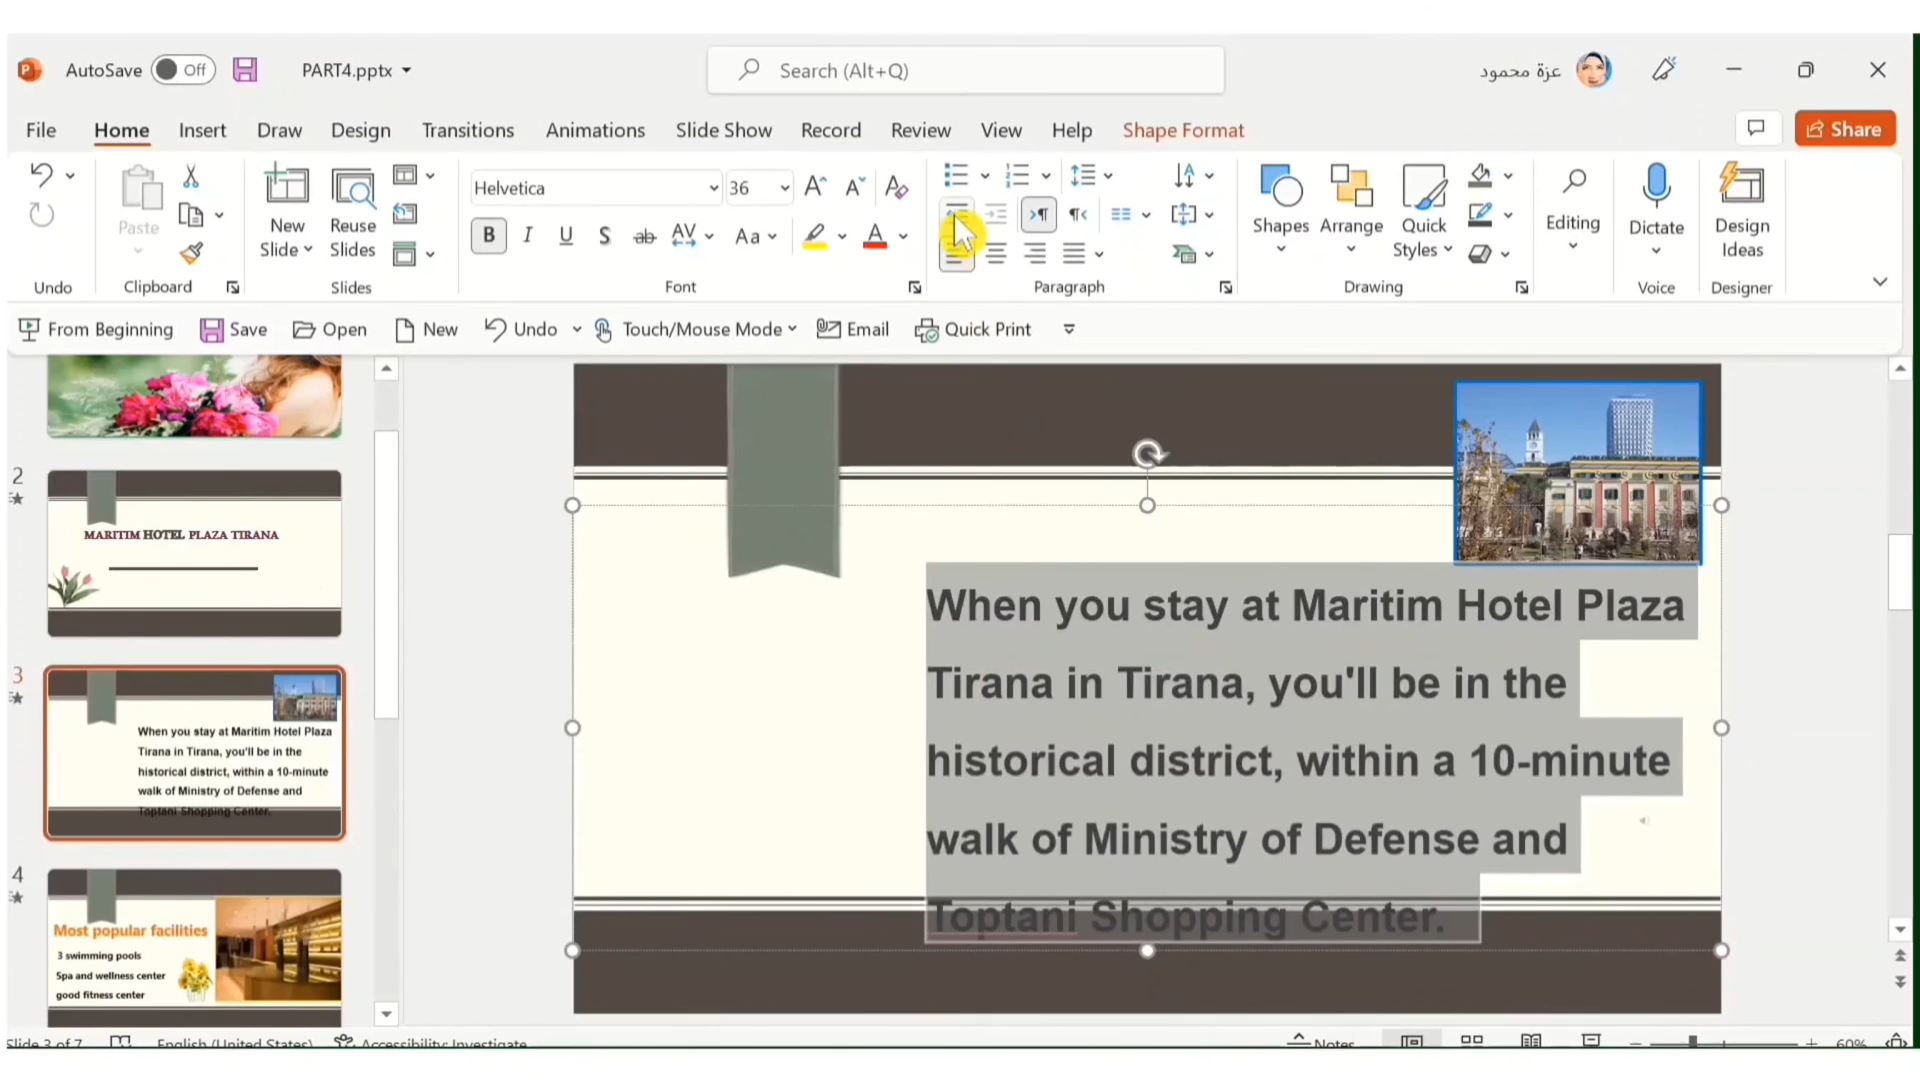 AutoSave Off PART4.pptx Search (Alt+Q) عزة محمود
File Home Insert Draw Design Transitions Animations Slide Show Record Review View Help Shape Format Share
Paste
New Slide
Reuse Slides
Helvetica 36
B I U S ab AV Aa A
Shapes Arrange Quick Styles
Editing
Dictate
Design Ideas
Undo Clipboard Slides Font Paragraph Drawing Voice Designer
From Beginning Save Open New Undo Touch/Mouse Mode Email Quick Print
2
MARITIM HOTEL PLAZA TIRANA
3
When you stay at Maritim Hotel Plaza
Tirana in Tirana, you'll be in the
historical district, within a 10-minute
walk of Ministry of Defense and
Toptani Shopping Center.
4
Most popular facilities
3 swimming pools
Spa and wellness center
good fitness center
When you stay at Maritim Hotel Plaza
Tirana in Tirana, you'll be in the
historical district, within a 10-minute
walk of Ministry of Defense and
Toptani Shopping Center.
Slide 3 of 7 English (United States) Accessibility: Investigate Notes 60%